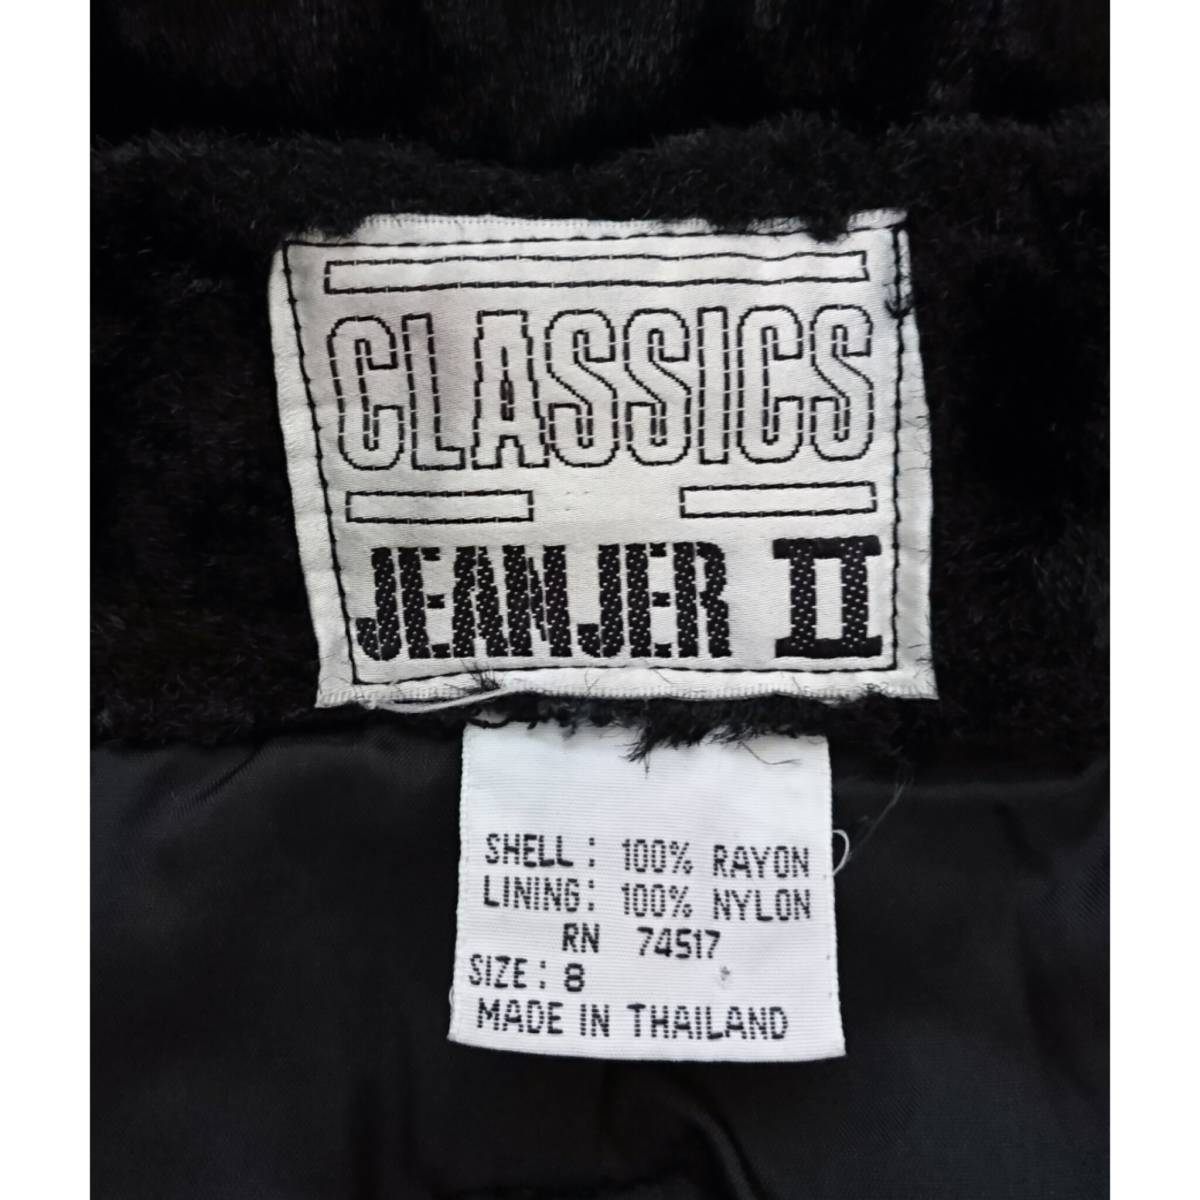 CLASSICS
JEANJER II
SHELL: 100% RAYON
LINING: 100% NYLON
RN 74517
SIZE: 8
MADE IN THAILAND